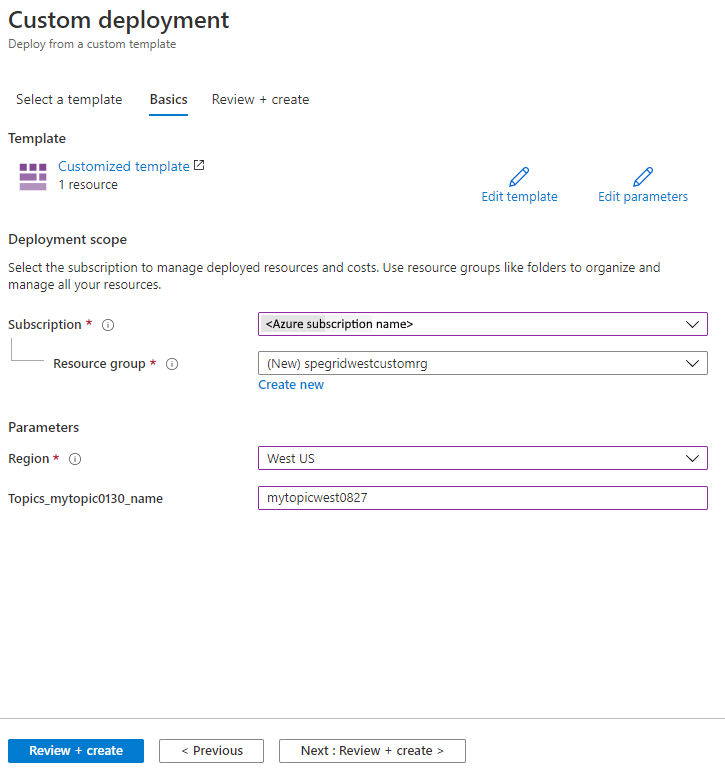 Custom deployment
Deploy from a custom template
Select a template Basics Review + create
Template
Customized template
1 resource
Edit template Edit parameters
Deployment scope
Select the subscription to manage deployed resources and costs. Use resource groups like folders to organize and
manage all your resources.
Subscription * <Azure subscription name>
Resource group * (New) spegridwestcustomrg
Create new
Parameters
Region * West US
Topics_mytopic0130_name mytopicwest0827
Review + create < Previous Next : Review + create >